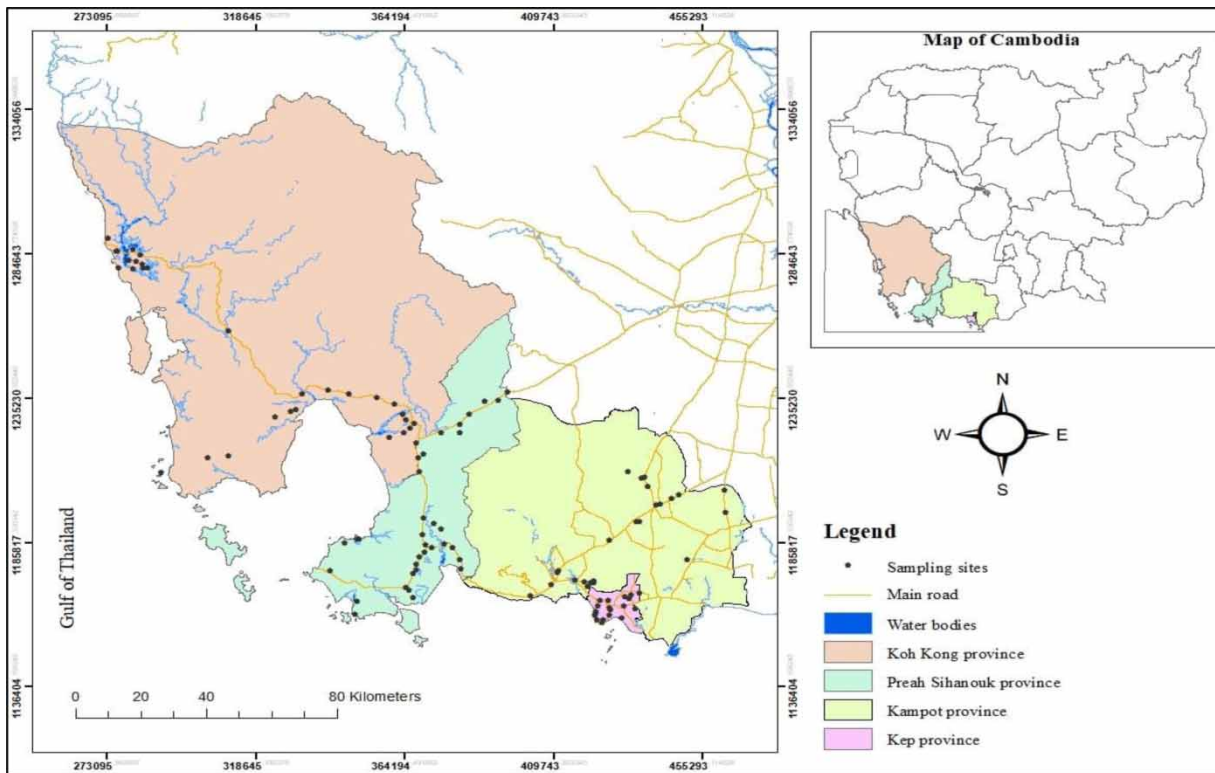 273095 318645 364194 409743 455293
Map of Cambodia
1334056
1284643
1235230
1185817
1136404
1334056
1284643
1235230
1185817
1136404
Gulf of Thailand
0 20 40 80 Kilometers
273095 318645 364194 409743 455293
N
W E
S
Legend
Sampling sites
Main road
Water bodies
Koh Kong province
Preah Sihanouk province
Kampot province
Kep province